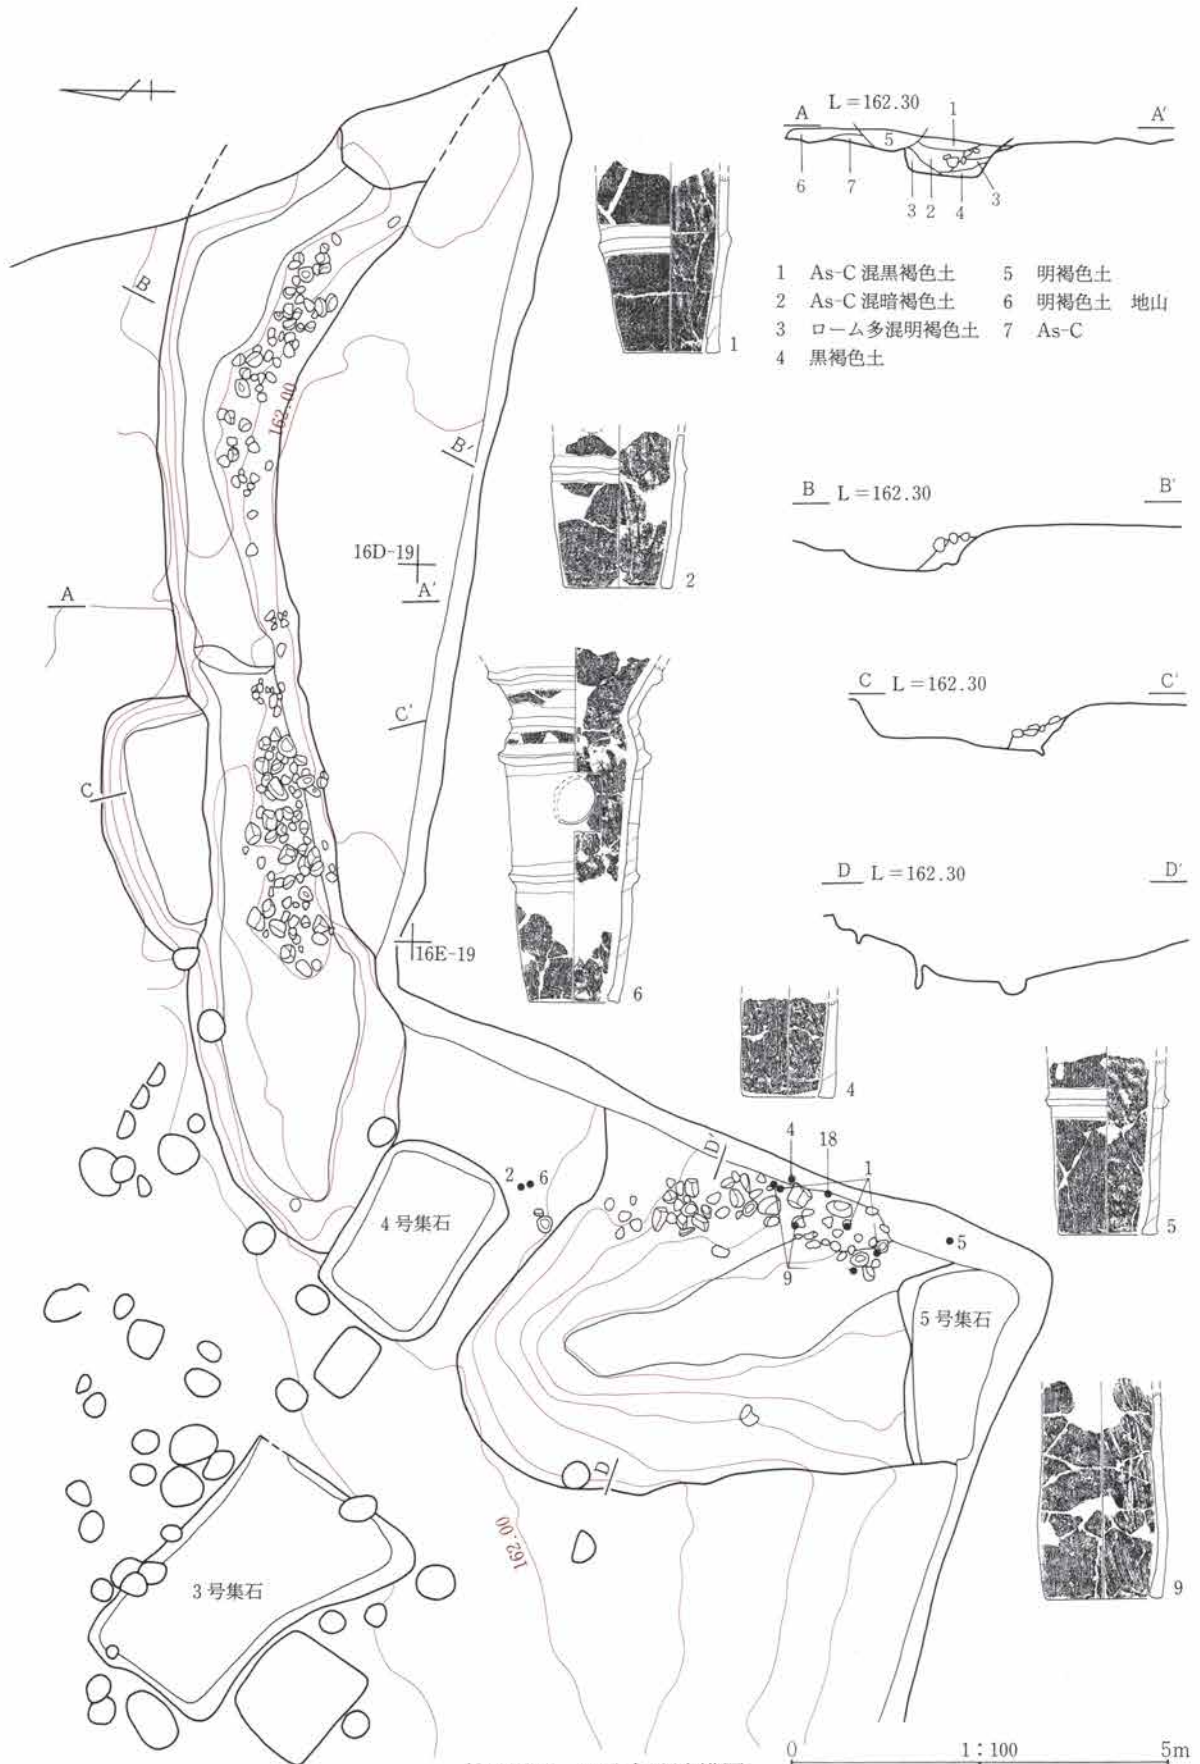 A L=162.30 1 A'
5
6 7 3 2 4 3
1 As-C 混黒褐色土 5 明褐色土
2 As-C 混暗褐色土 6 明褐色土 地山
3 ローム多混明褐色土 7 As-C
4 黒褐色土
1
B
162.00
B'
B L=162.30 B'
2
16D-19
A A'
C L=162.30 C'
C'
C
D L=162.30 D'
16E-19
6
4
5
D' 4 18 1
2 6
4号集石
9
5
5号集石
D
162.00
9
3号集石
0 1:100 5m